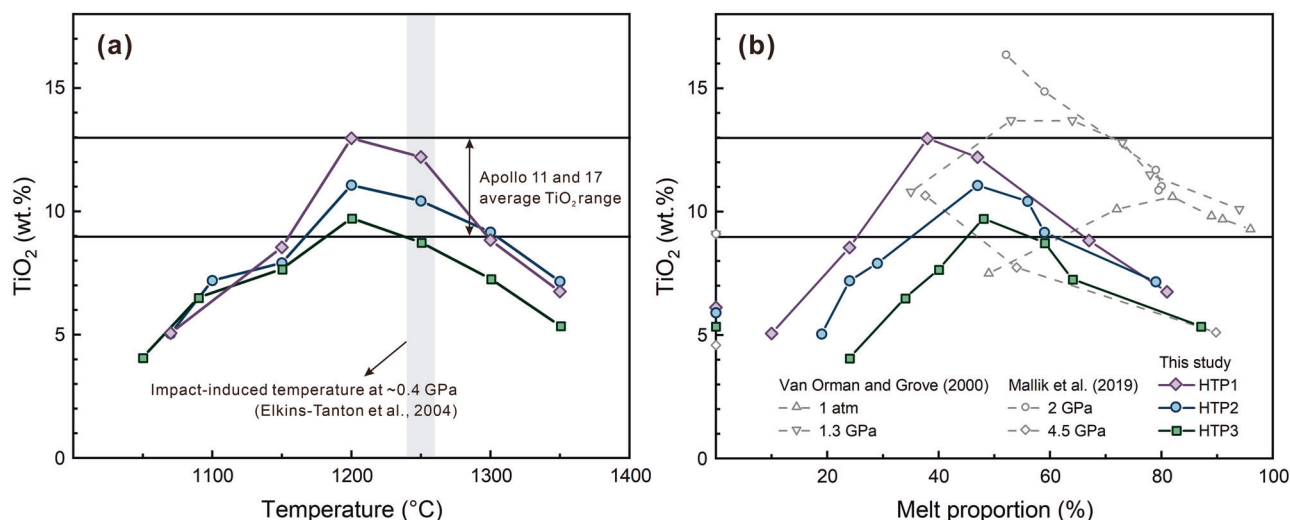 (a)
TiO₂ (wt.%)
15
10
5
0
Apollo 11 and 17
average TiO₂ range
Impact-induced temperature at ~0.4 GPa
(Elkins-Tanton et al., 2004)
1100
1200
1300
1400
Temperature (°C)
(b)
TiO₂ (wt.%)
15
10
5
0
This study
Van Orman and Grove (2000)
Mallik et al. (2019)
HTP1
1 atm
2 GPa
HTP2
1.3 GPa
4.5 GPa
HTP3
20
40
60
80
100
Melt proportion (%)